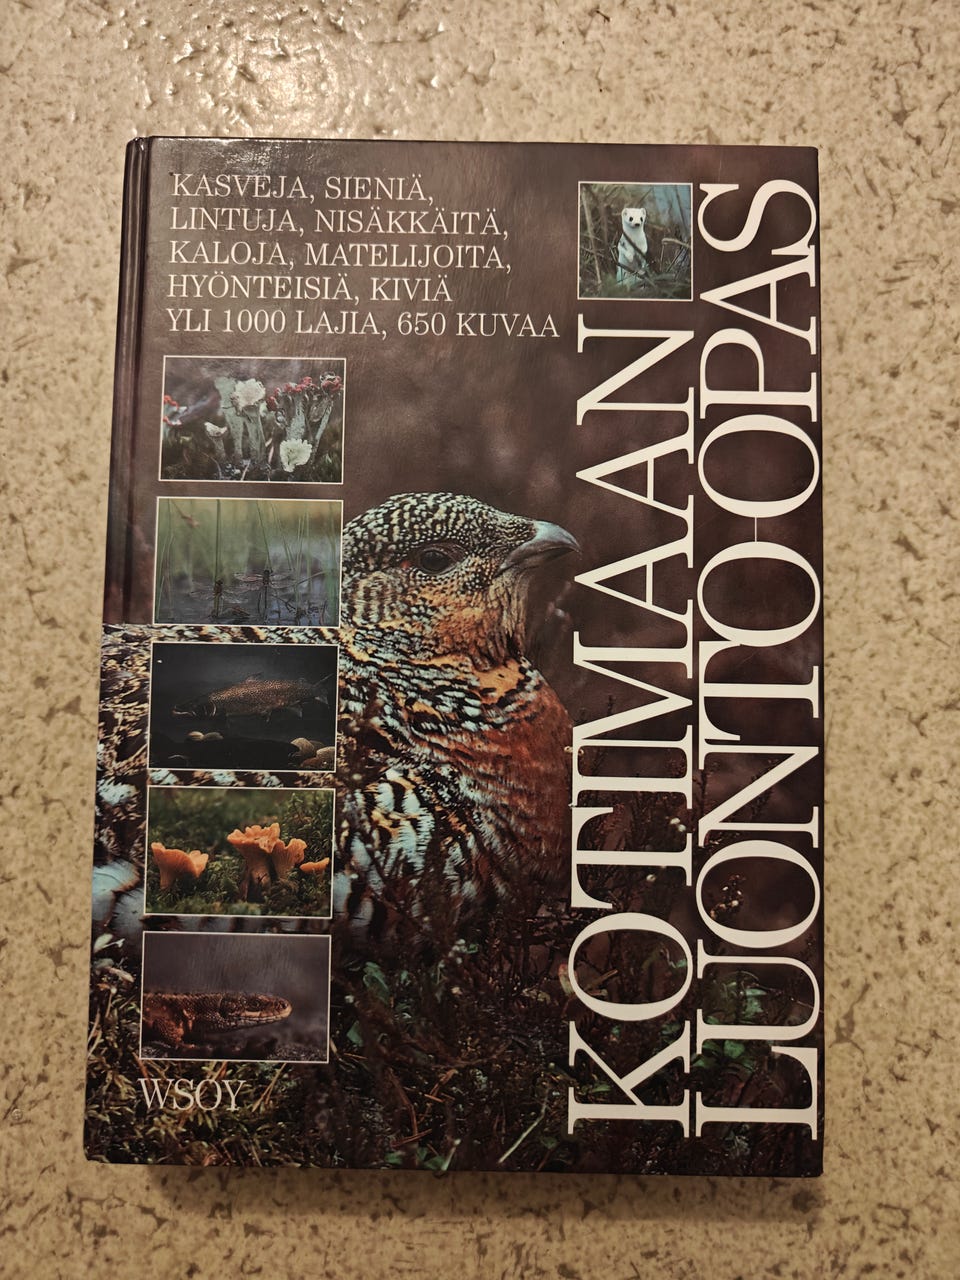 KASVEJA, SIENIÄ,
LINTUJA, NISÄKKÄITÄ,
KALOJA, MATELIJOITA,
HYÖNTEISIÄ, KIVIÄ
YLI 1000 LAJIA, 650 KUVAA
KOTIMAAN
LUONTO-OPAS
WSOY